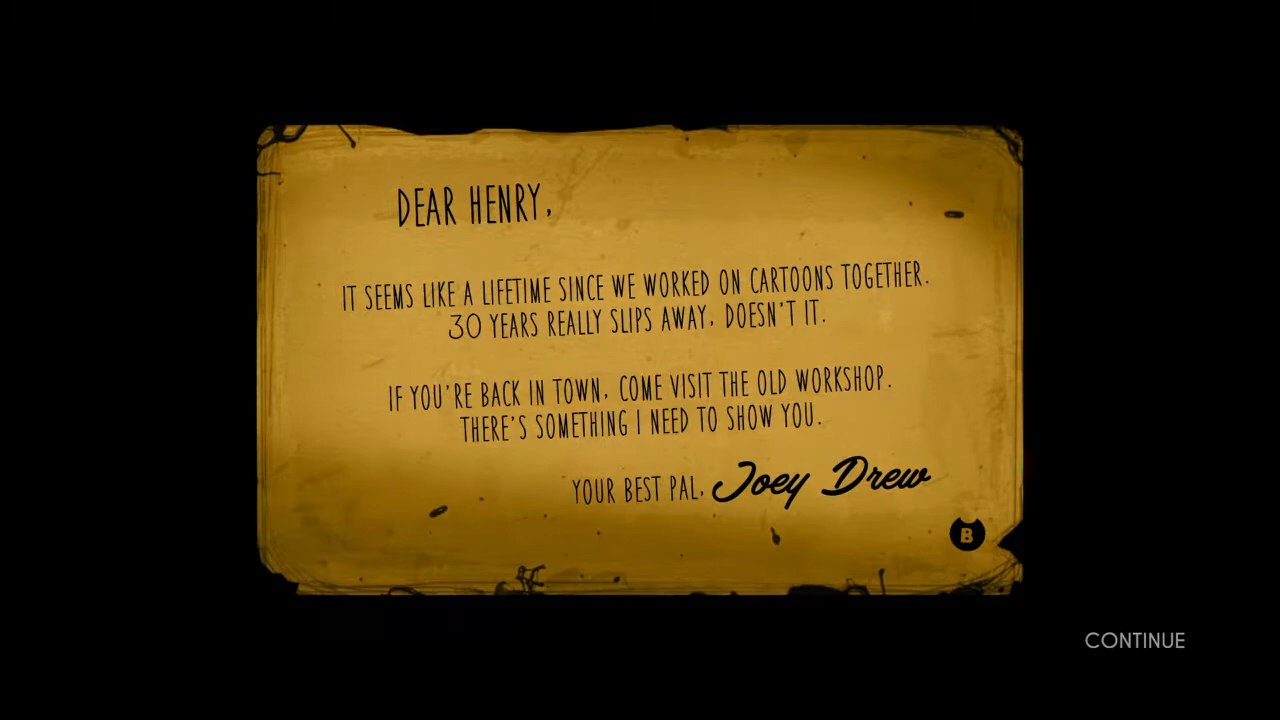 DEAR HENRY,
IT SEEMS LIKE A LIFETIME SINCE WE WORKED ON CARTOONS TOGETHER.
30 YEARS REALLY SLIPS AWAY, DOESN'T IT.
IF YOU'RE BACK IN TOWN, COME VISIT THE OLD WORKSHOP.
THERE'S SOMETHING I NEED TO SHOW YOU.
YOUR BEST PAL, Joey Drew
B
CONTINUE